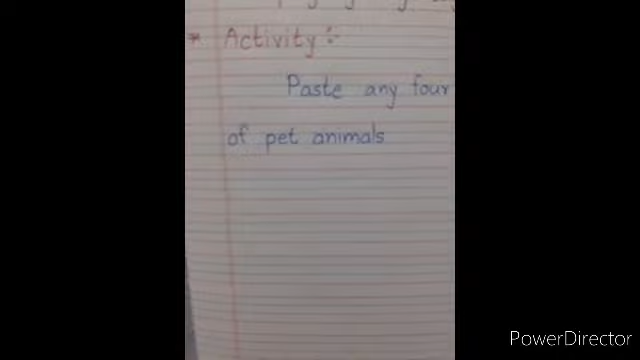 * Activity :-
Paste any four
of pet animals
PowerDirector